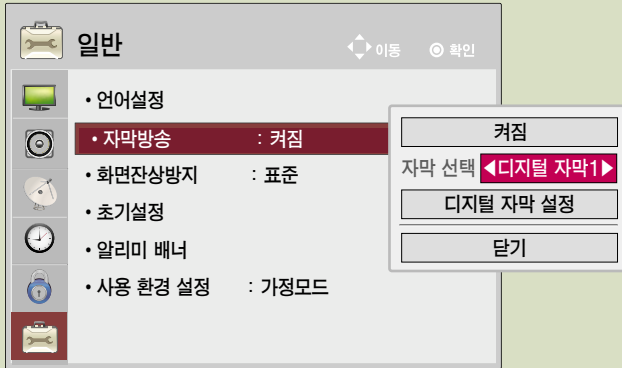 일반
이동 ◎ 확인
• 언어설정
• 자막방송 : 켜짐
• 화면잔상방지 : 표준
• 초기설정
• 알리미 배너
• 사용 환경 설정 : 가정모드
켜짐
자막 선택 ◀디지털 자막1▶
디지털 자막 설정
닫기